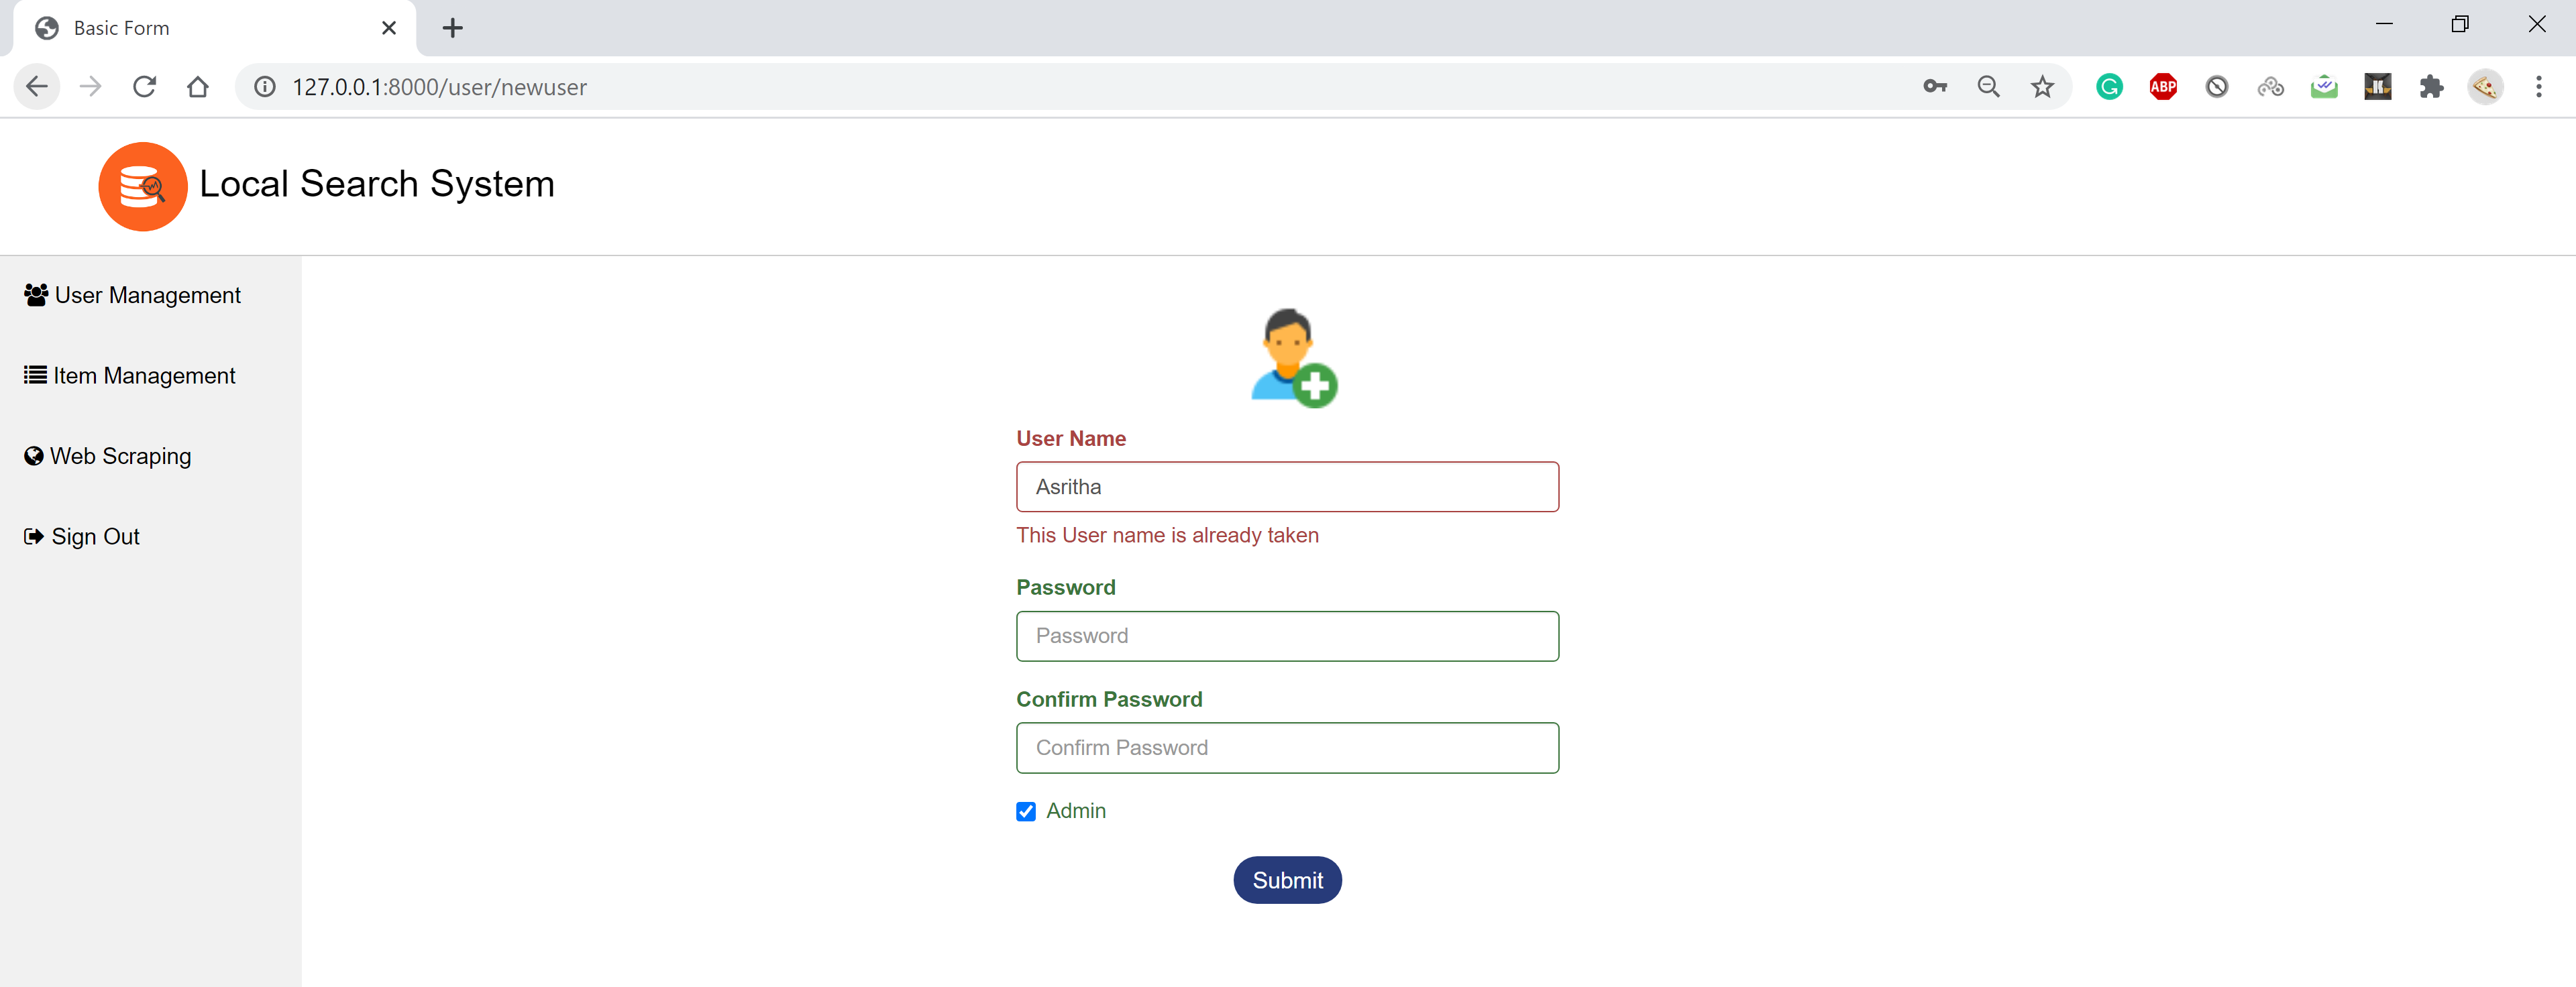 Basic Form
127.0.0.1:8000/user/newuser
ABP
Local Search System
User Management
Item Management
Web Scraping
Sign Out
User Name
Asritha
This User name is already taken
Password
Password
Confirm Password
Confirm Password
Admin
Submit